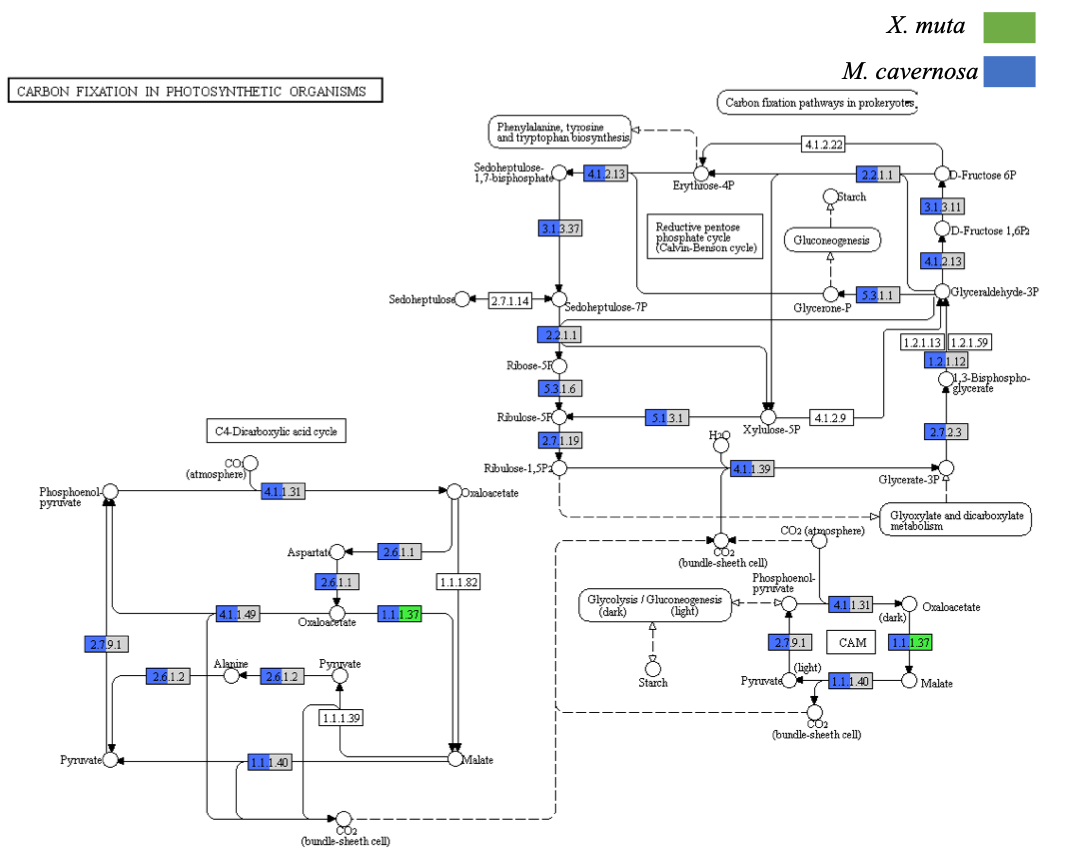 X. muta
M. cavernosa
CARBON FIXATION IN PHOTOSYNTHETIC ORGANISMS
Carbon fixation pathways in prokeryotes
Phenylalanine, tyrosine
and tryptophan biosynthesis
4.1.2.22
Sedoheptulose-
1,7-bisphosphate
4.1.2.13
Erythrose-4P
2.2.1.1
D-Fructose 6P
Starch
3.1.3.11
3.1.3.37
Reductive pentose
phosphate cycle
(Calvin-Benson cycle)
Gluconeogenesis
D-Fructose 1,6P2
4.1.2.13
Sedoheptulose
2.7.1.14
Sedoheptulose-7P
Glycerone-P
5.3.1.1
Glyceraldehyde-3P
2.2.1.1
1.2.1.13
1.2.1.59
1.2.1.12
Ribose-5P
1,3-Bisphospho-
glycerate
5.3.1.6
Ribulose-5P
5.1.3.1
Xylulose-5P
4.1.2.9
2.7.1.19
H2O
2.7.2.3
Ribulose-1,5P2
4.1.1.39
Glycerate-3P
Glyoxylate and dicarboxylate
metabolism
C4-Dicarboxylic acid cycle
CO2
(atmosphere)
Phosphoenol-
pyruvate
4.1.1.31
Oxaloacetate
Aspartate
2.6.1.1
2.6.1.1
1.1.1.82
4.1.1.49
Oxaloacetate
1.1.1.37
2.7.9.1
Alanine
Pyruvate
2.6.1.2
2.6.1.2
1.1.1.39
Pyruvate
1.1.1.40
Malate
CO2
(bundle-sheeth cell)
CO2 (atmosphere)
CO2
(bundle-sheeth cell)
Phosphoenol-
pyruvate
Glycolysis / Gluconeogenesis
(dark)
(light)
4.1.1.31
Oxaloacetate
(dark)
2.7.9.1
CAM
1.1.1.37
Starch
(light)
Pyruvate
1.1.1.40
Malate
CO2
(bundle-sheeth cell)